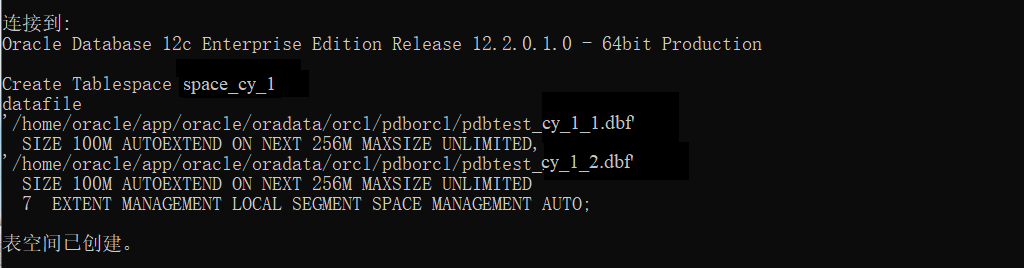 连接到:
Oracle Database 12c Enterprise Edition Release 12.2.0.1.0 - 64bit Production
Create Tablespace space_cy_1
datafile
'/home/oracle/app/oracle/oradata/orcl/pdborcl/pdbtest_cy_1_1.dbf'
SIZE 100M AUTOEXTEND ON NEXT 256M MAXSIZE UNLIMITED,
'/home/oracle/app/oracle/oradata/orcl/pdborcl/pdbtest_cy_1_2.dbf'
SIZE 100M AUTOEXTEND ON NEXT 256M MAXSIZE UNLIMITED
7 EXTENT MANAGEMENT LOCAL SEGMENT SPACE MANAGEMENT AUTO;
表空间已创建。